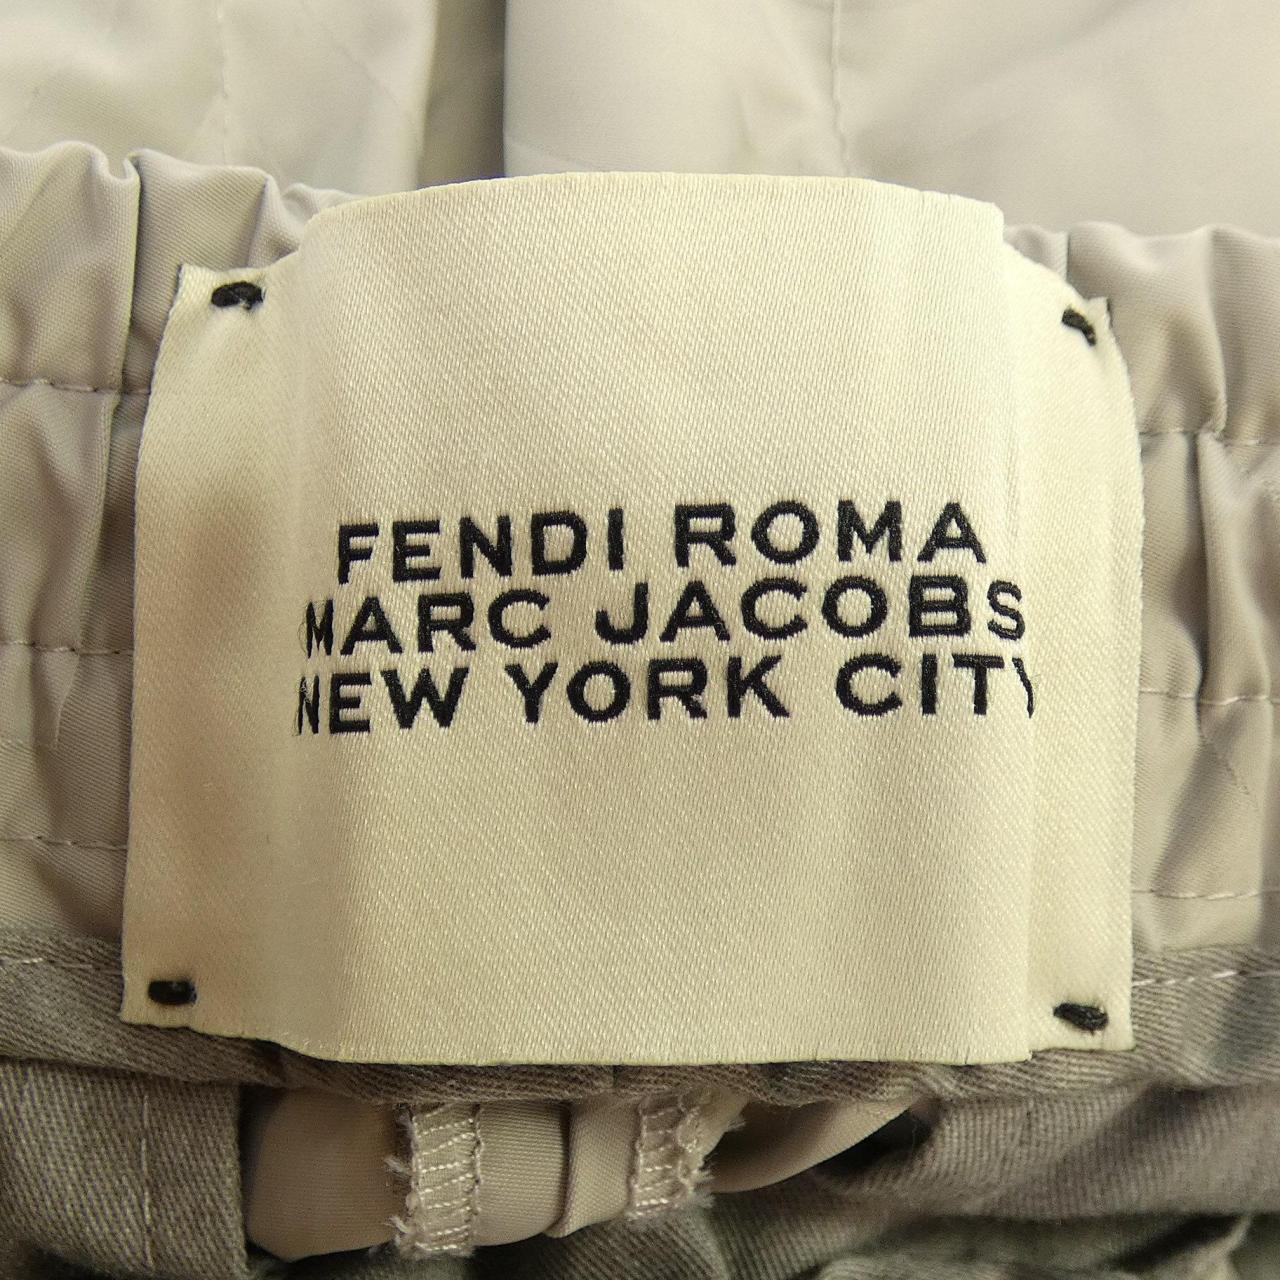 FENDI ROMA
MARC JACOBS
NEW YORK CITY